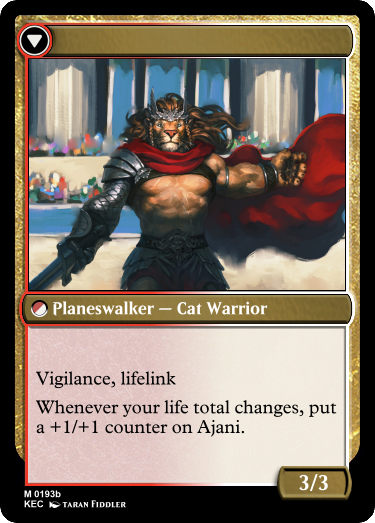 Planeswalker — Cat Warrior
Vigilance, lifelink
Whenever your life total changes, put
a +1/+1 counter on Ajani.
3/3
M 0193b
KEC TARAN FIDDLER